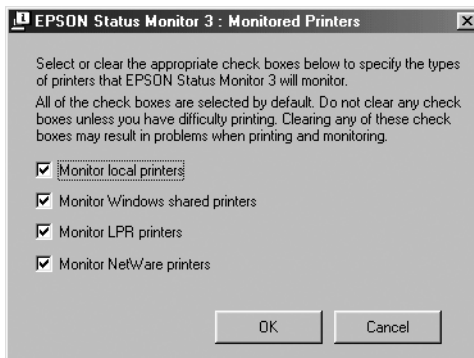 EPSON Status Monitor 3 : Monitored Printers
Select or clear the appropriate check boxes below to specify the types
of printers that EPSON Status Monitor 3 will monitor.
All of the check boxes are selected by default. Do not clear any check
boxes unless you have difficulty printing. Clearing any of these check
boxes may result in problems when printing and monitoring.
Monitor local printers
Monitor Windows shared printers
Monitor LPR printers
Monitor NetWare printers
OK
Cancel